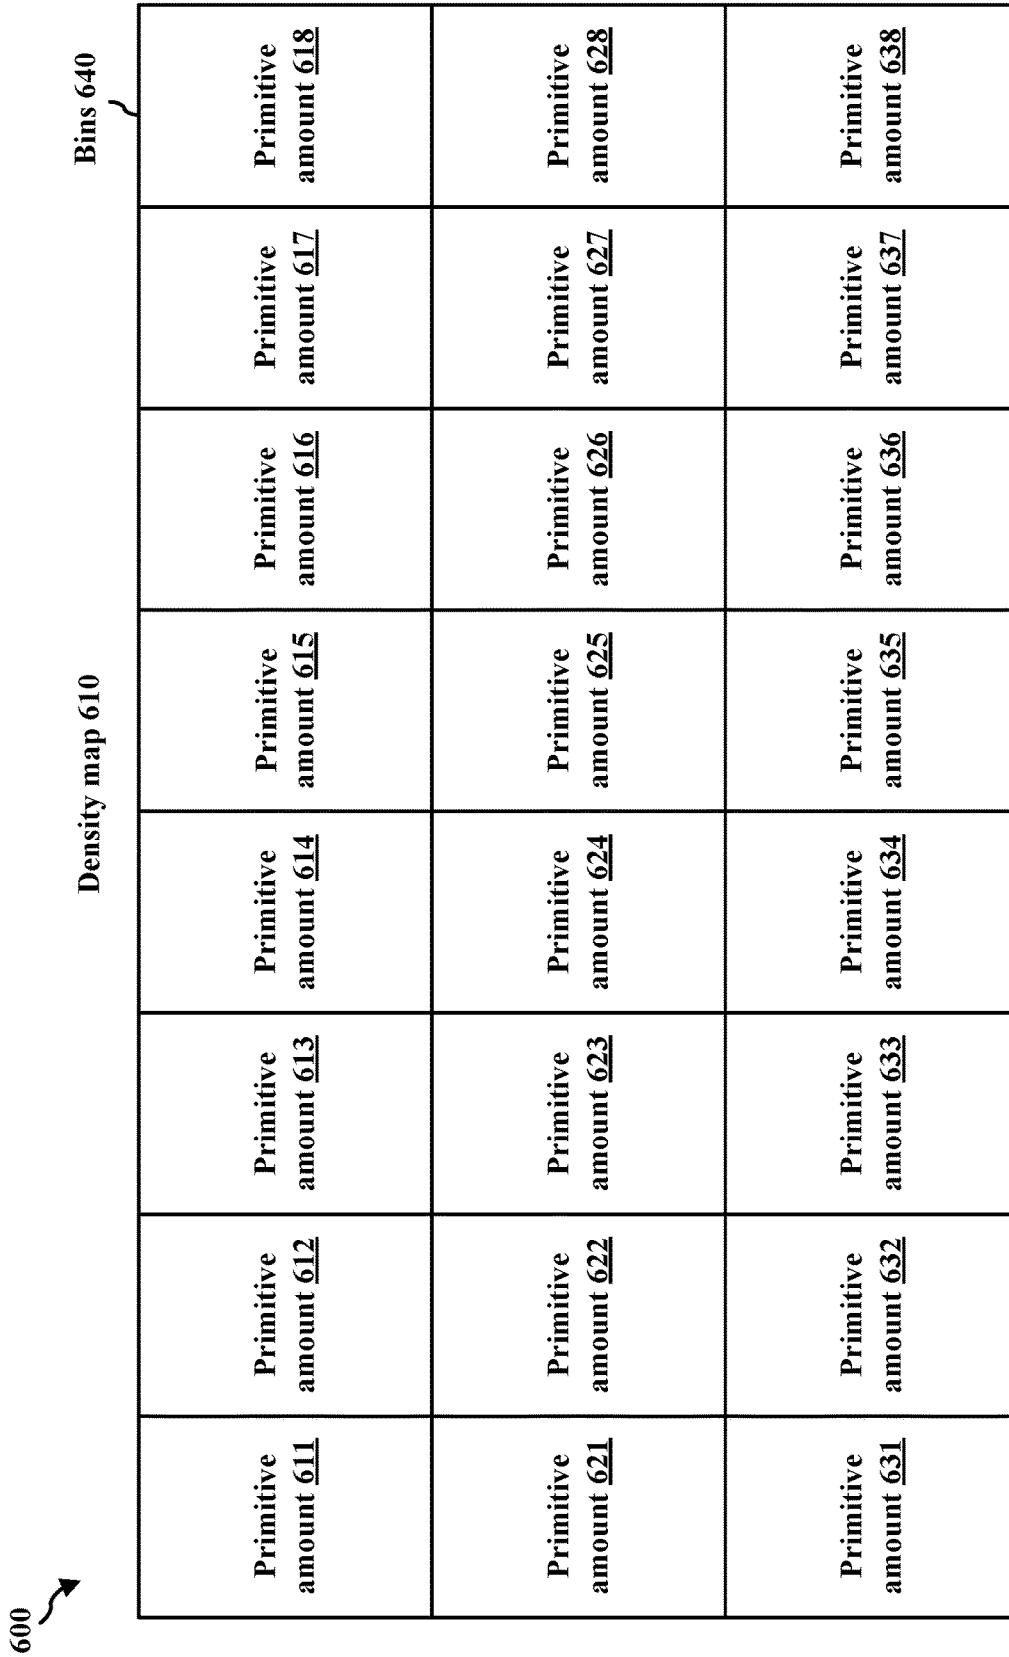 600
Density map 610
Bins 640
Primitive
amount 611
Primitive
amount 612
Primitive
amount 613
Primitive
amount 614
Primitive
amount 615
Primitive
amount 616
Primitive
amount 617
Primitive
amount 618
Primitive
amount 621
Primitive
amount 622
Primitive
amount 623
Primitive
amount 624
Primitive
amount 625
Primitive
amount 626
Primitive
amount 627
Primitive
amount 628
Primitive
amount 631
Primitive
amount 632
Primitive
amount 633
Primitive
amount 634
Primitive
amount 635
Primitive
amount 636
Primitive
amount 637
Primitive
amount 638